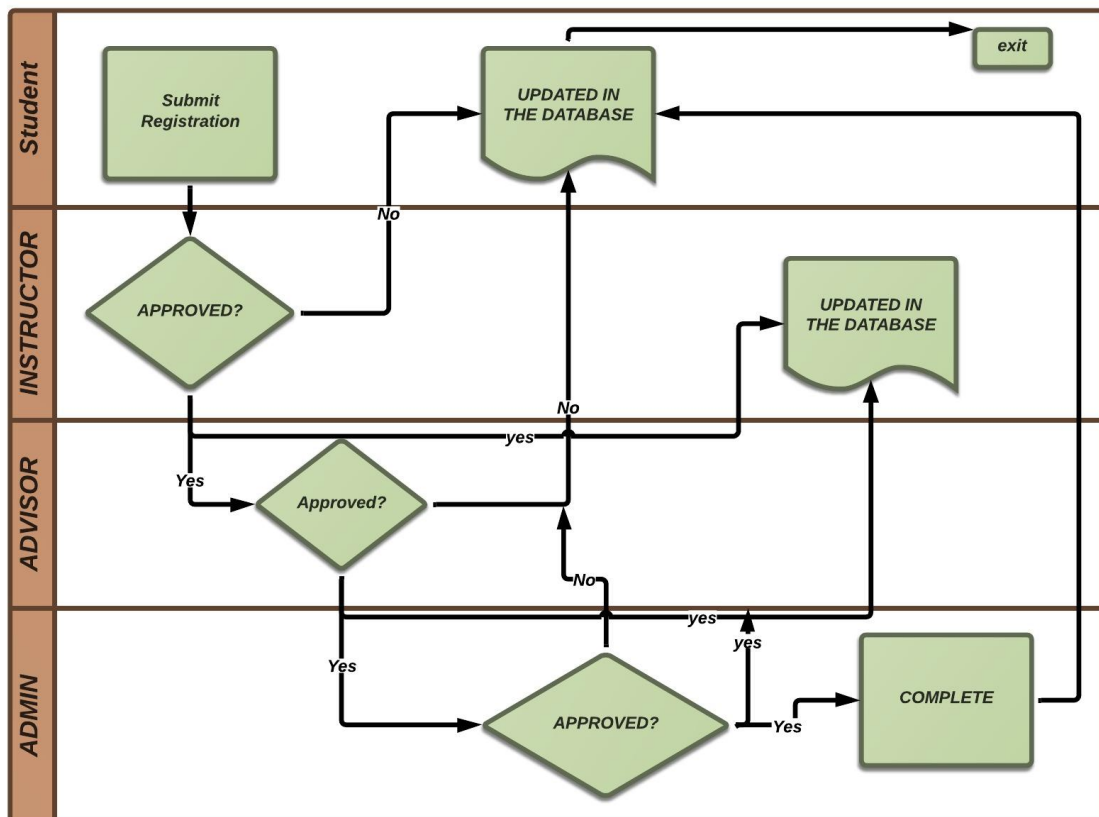 Student
Submit
Registration
UPDATED IN
THE DATABASE
exit
No
INSTRUCTOR
APPROVED?
UPDATED IN
THE DATABASE
No
yes
ADVISOR
Yes
Approved?
No
yes
ADMIN
Yes
yes
APPROVED?
Yes
COMPLETE